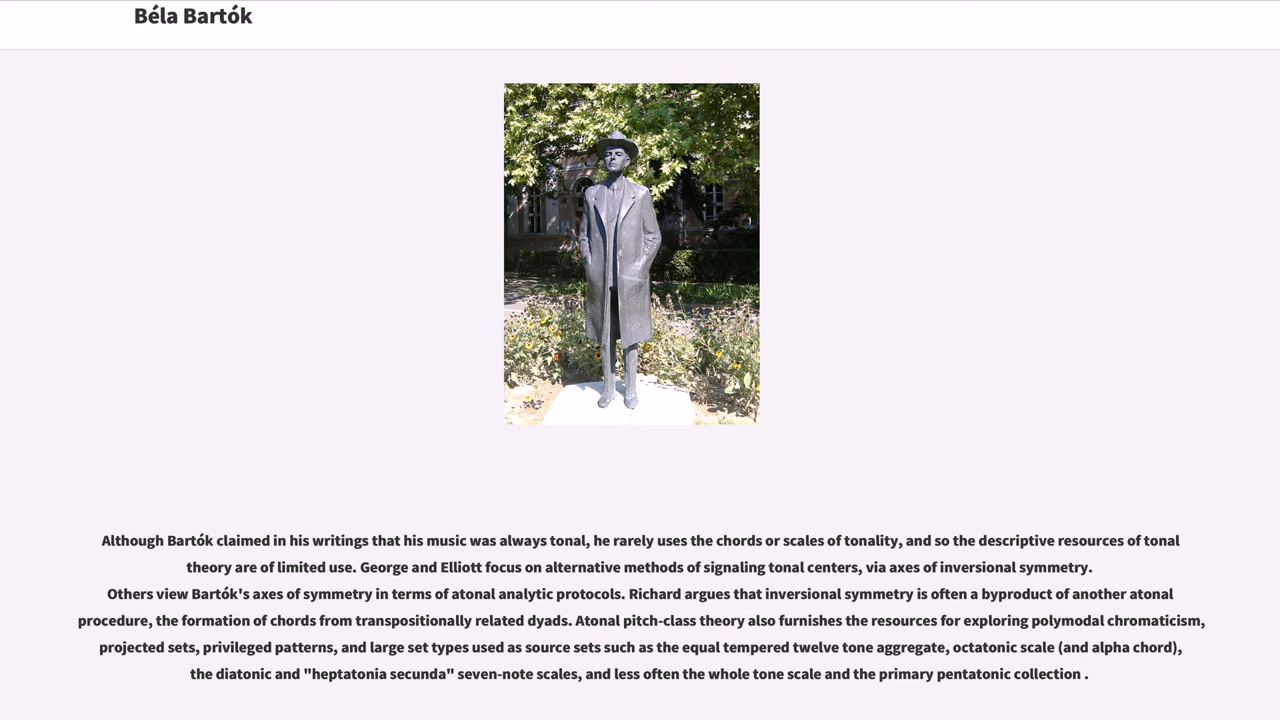 Béla Bartók
Although Bartók claimed in his writings that his music was always tonal, he rarely uses the chords or scales of tonality, and so the descriptive resources of tonal
theory are of limited use. George and Elliott focus on alternative methods of signaling tonal centers, via axes of inversional symmetry.
Others view Bartók's axes of symmetry in terms of atonal analytic protocols. Richard argues that inversional symmetry is often a byproduct of another atonal
procedure, the formation of chords from transpositionally related dyads. Atonal pitch-class theory also furnishes the resources for exploring polymodal chromaticism,
projected sets, privileged patterns, and large set types used as source sets such as the equal tempered twelve tone aggregate, octatonic scale (and alpha chord),
the diatonic and "heptatonia secunda" seven-note scales, and less often the whole tone scale and the primary pentatonic collection .